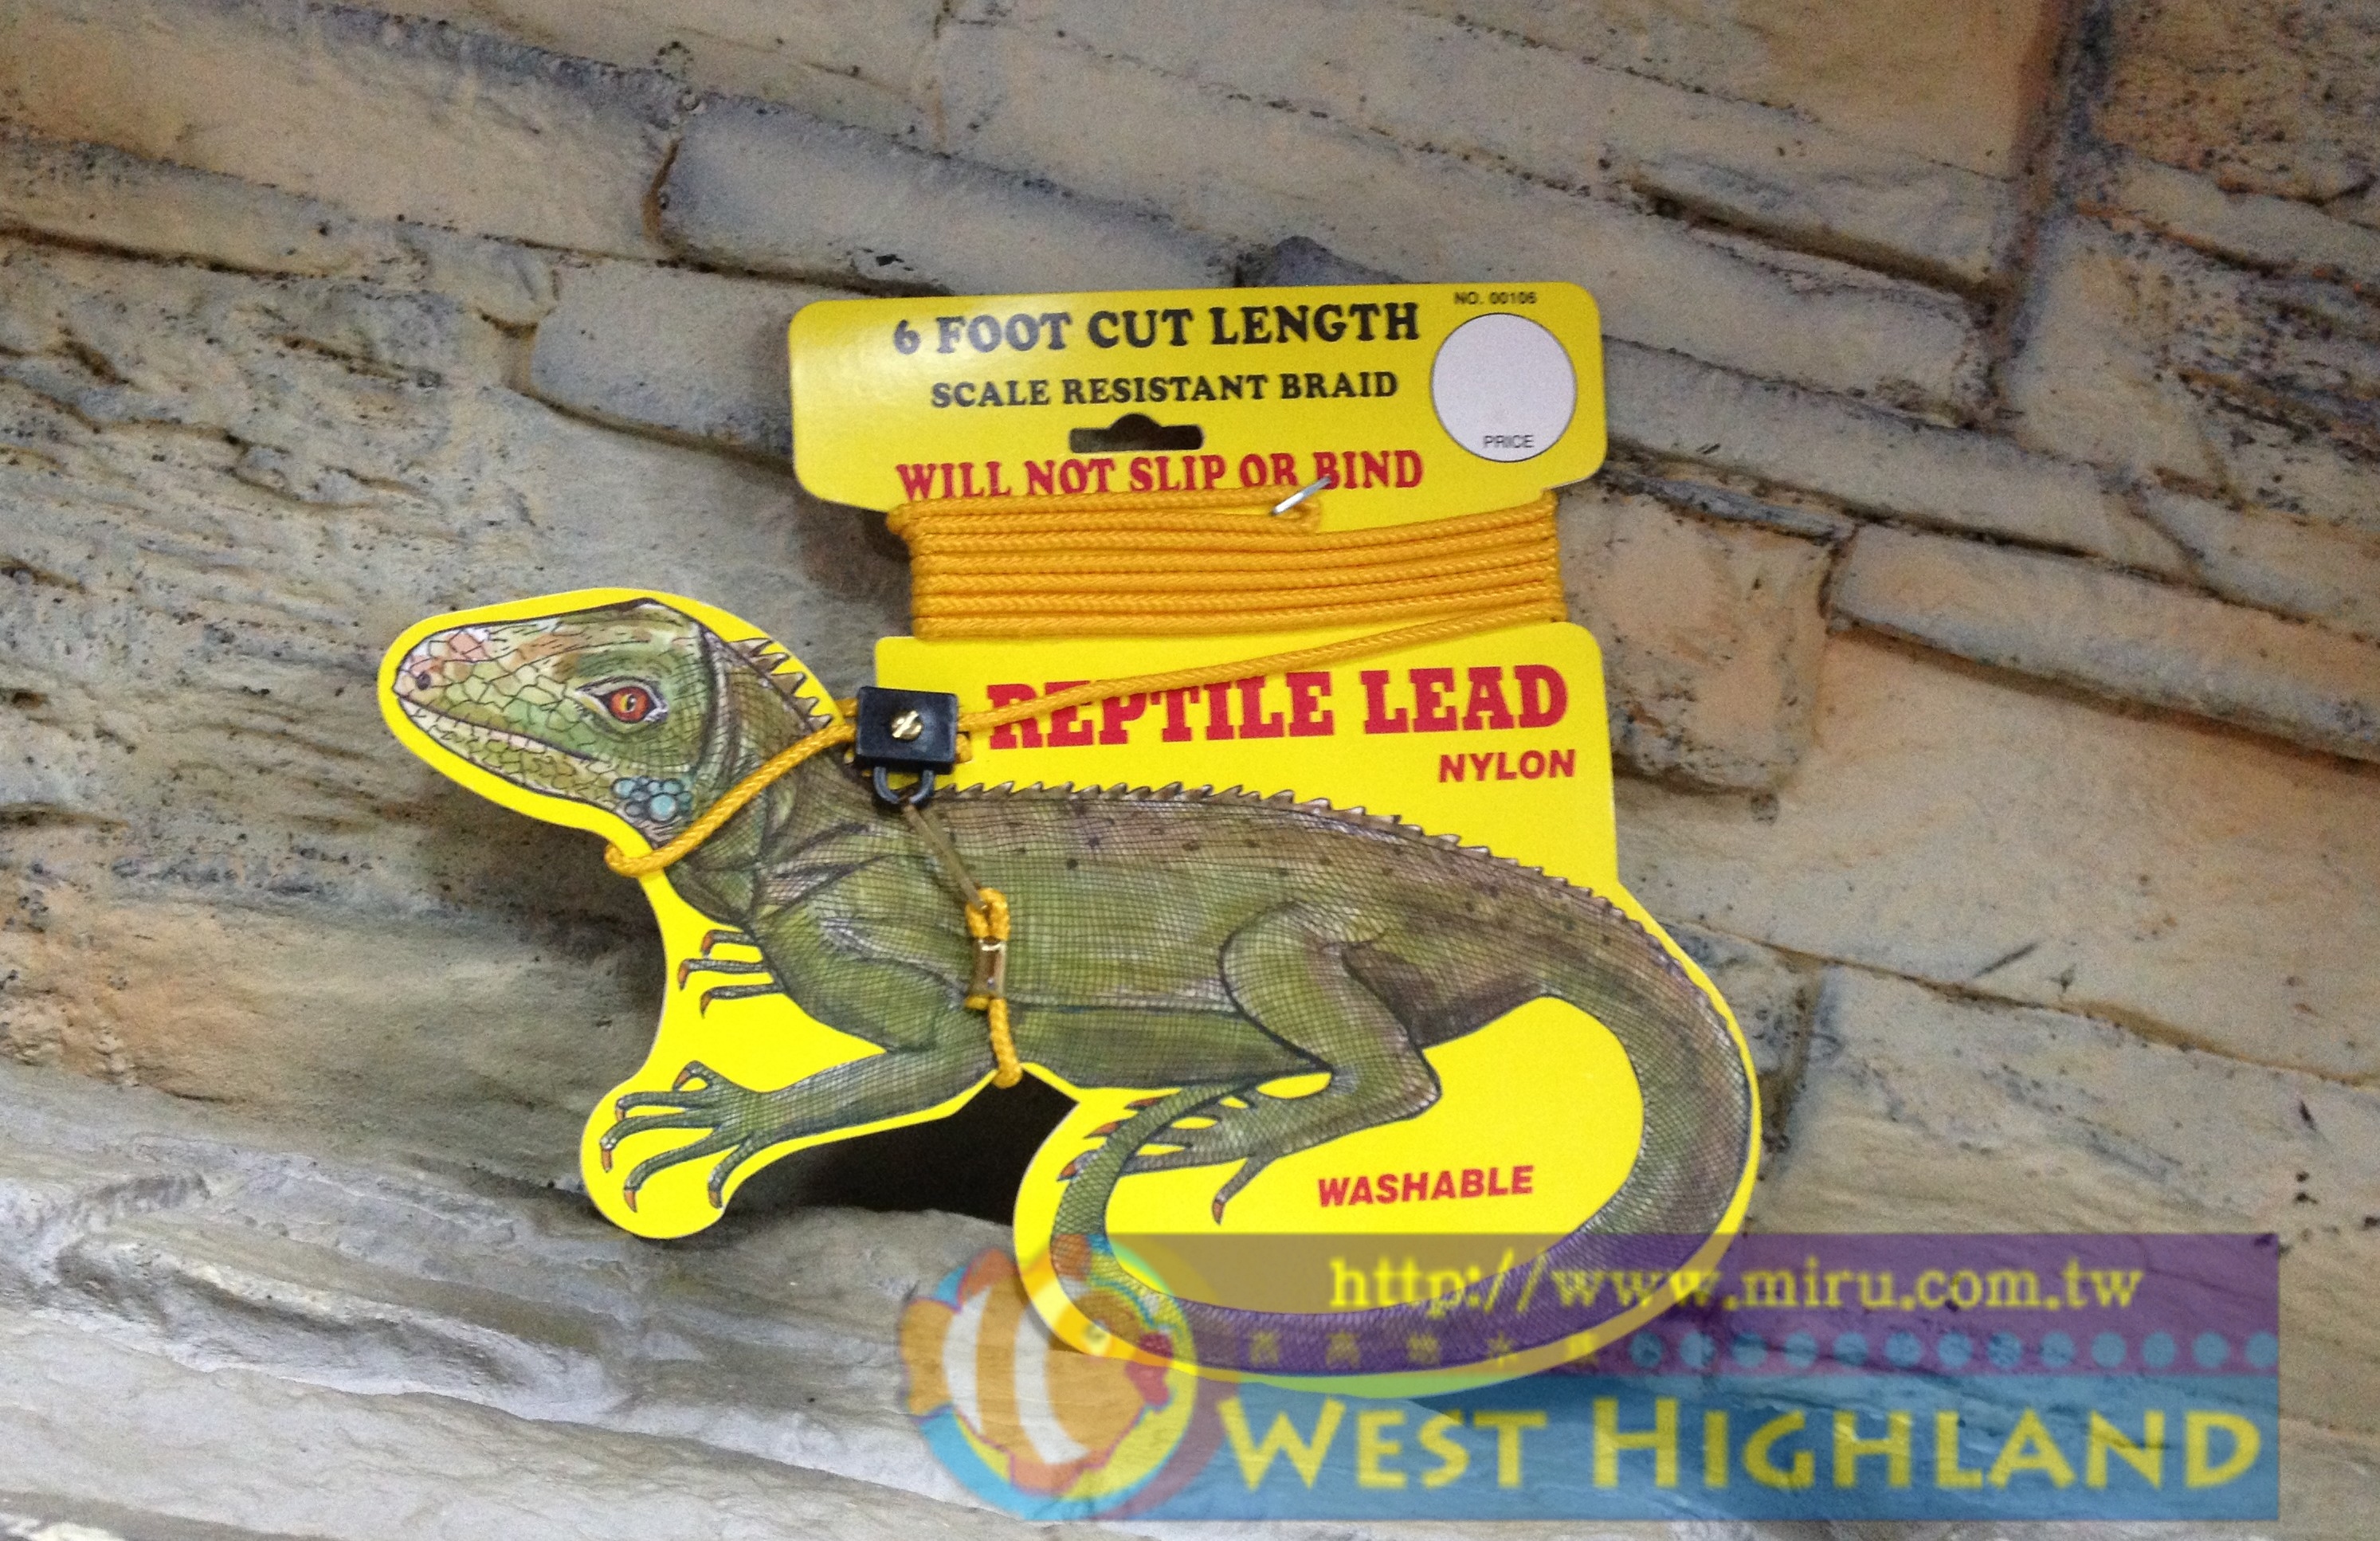 NO. 00106
6 FOOT CUT LENGTH
SCALE RESISTANT BRAID
PRICE
WILL NOT SLIP OR BIND
REPTILE LEAD
NYLON
WASHABLE
http://www.miru.com.tw
WEST HIGHLAND